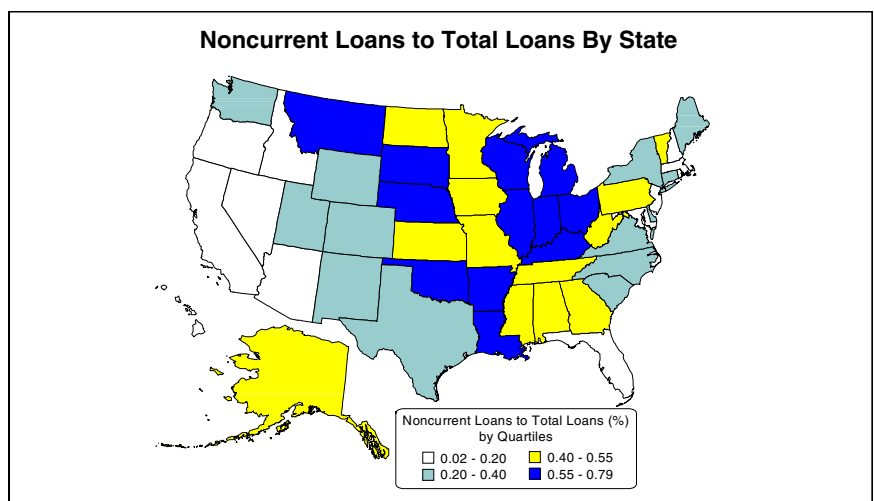 Noncurrent Loans to Total Loans By State
Noncurrent Loans to Total Loans (%)
by Quartiles
0.02 - 0.20
0.40 - 0.55
0.20 - 0.40
0.55 - 0.79